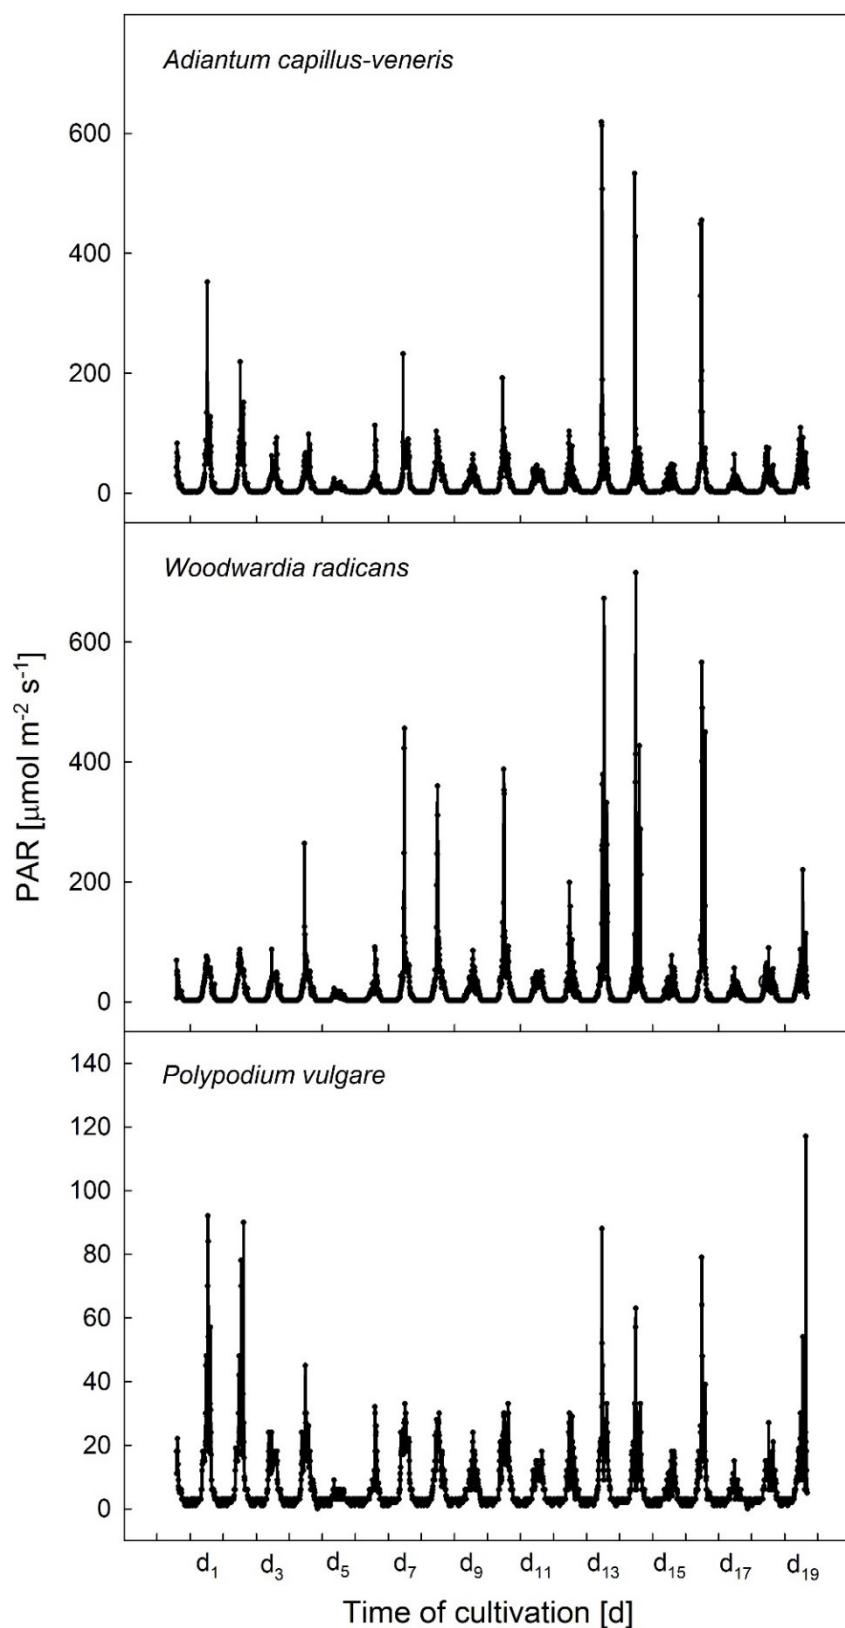 Adiantum capillus-veneris
600
400
200
0
Woodwardia radicans
600
400
200
0
PAR [μmol m⁻² s⁻¹]
Polypodium vulgare
140
120
100
80
60
40
20
0
d₁ d₃ d₅ d₇ d₉ d₁₁ d₁₃ d₁₅ d₁₇ d₁₉
Time of cultivation [d]